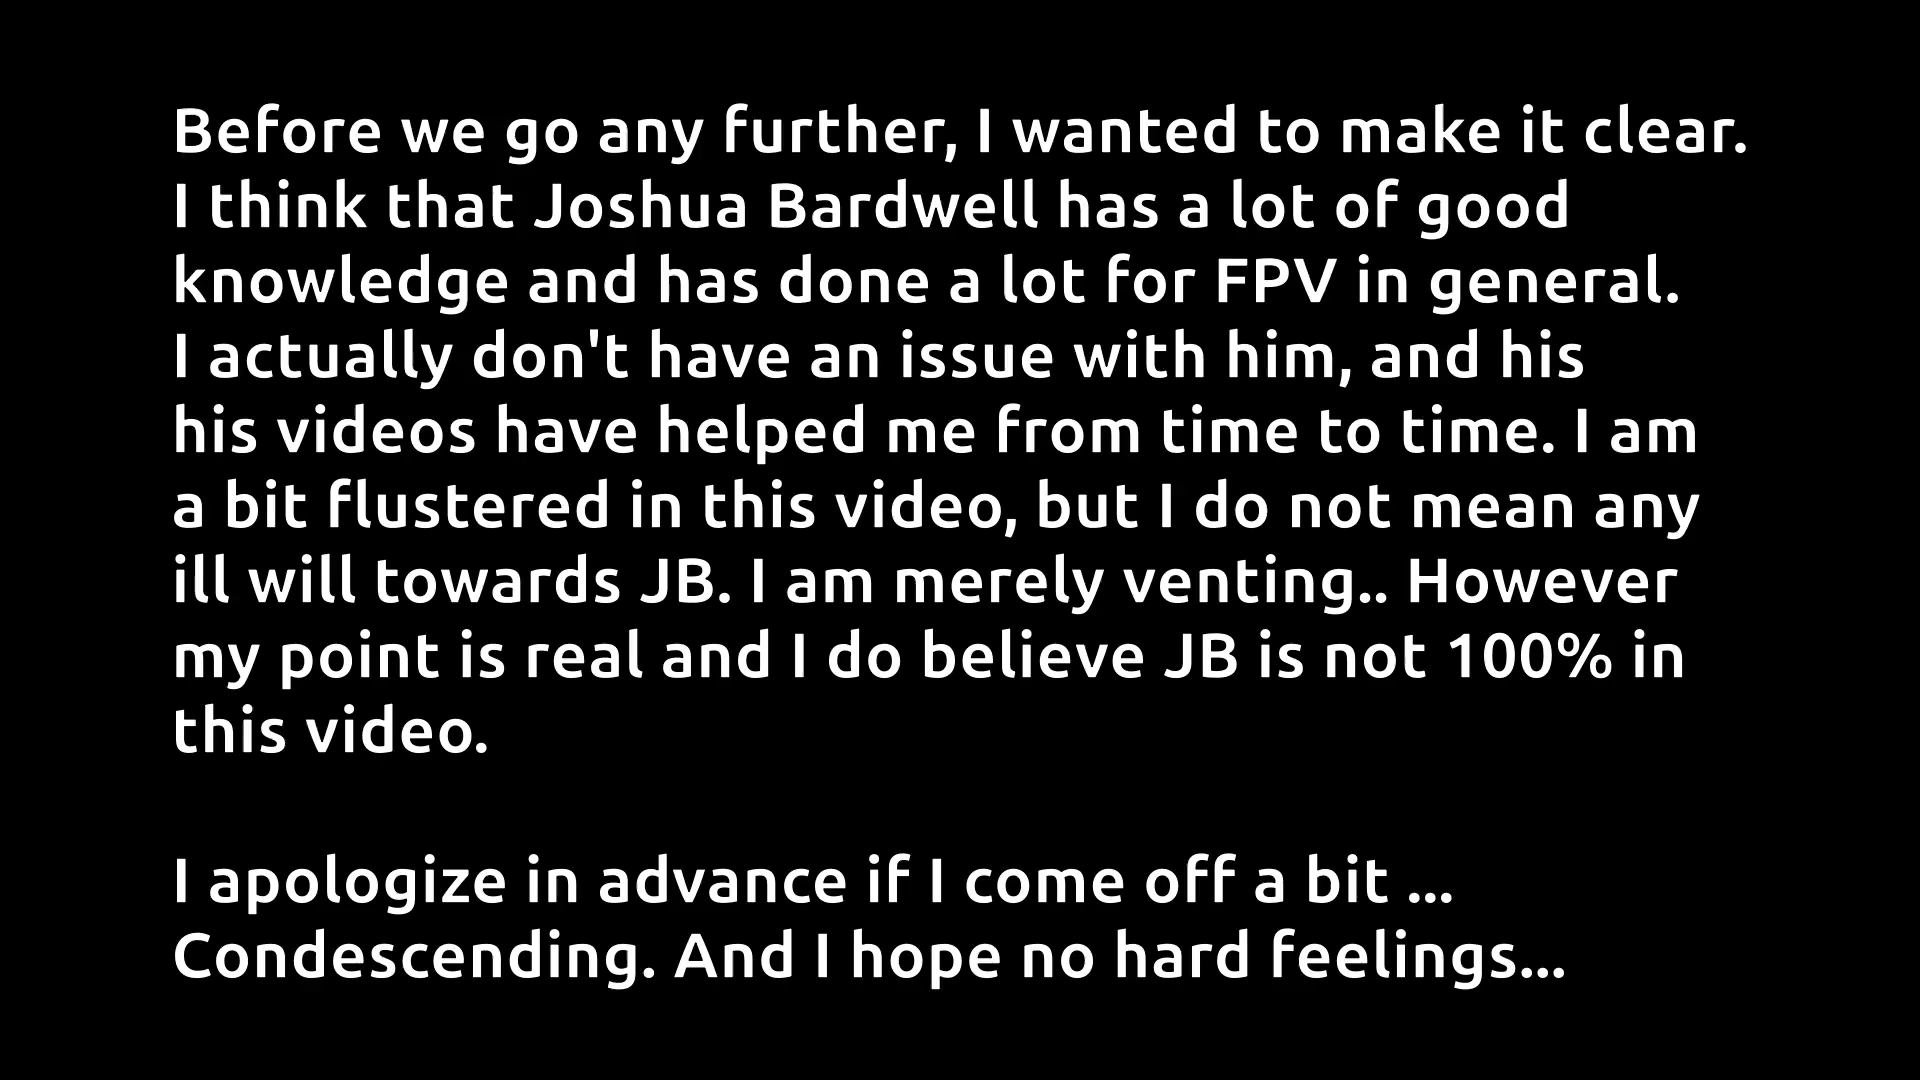 Before we go any further, I wanted to make it clear.
I think that Joshua Bardwell has a lot of good
knowledge and has done a lot for FPV in general.
I actually don't have an issue with him, and his
his videos have helped me from time to time. I am
a bit flustered in this video, but I do not mean any
ill will towards JB. I am merely venting.. However
my point is real and I do believe JB is not 100% in
this video.
I apologize in advance if I come off a bit ...
Condescending. And I hope no hard feelings...